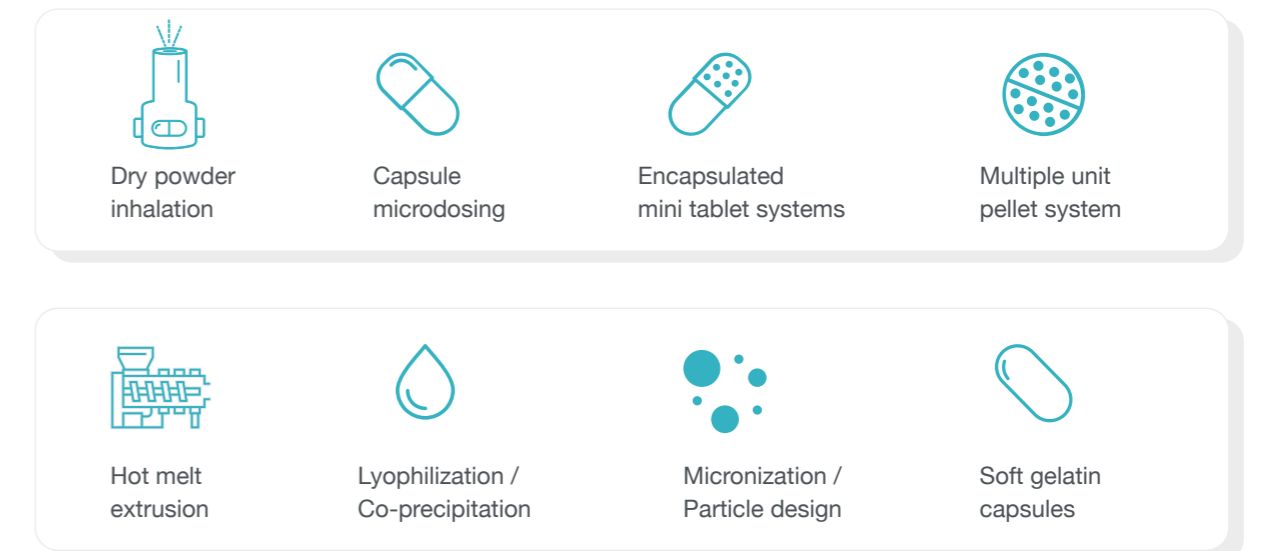 Dry powder
inhalation
Capsule
microdosing
Encapsulated
mini tablet systems
Multiple unit
pellet system
Hot melt
extrusion
Lyophilization /
Co-precipitation
Micronization /
Particle design
Soft gelatin
capsules